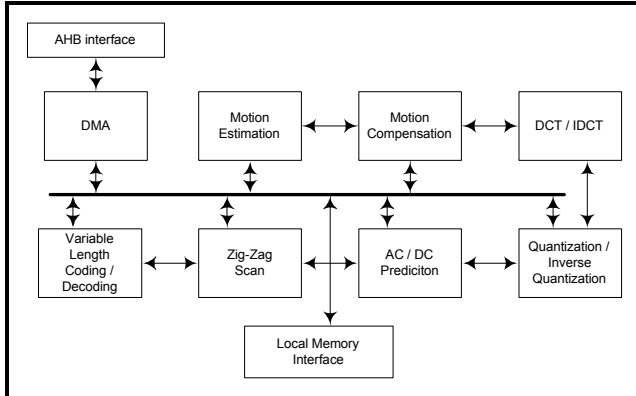 AHB interface
DMA
Motion
Estimation
Motion
Compensation
DCT / IDCT
Variable
Length
Coding /
Decoding
Zig-Zag
Scan
AC / DC
Prediciton
Quantization /
Inverse
Quantization
Local Memory
Interface